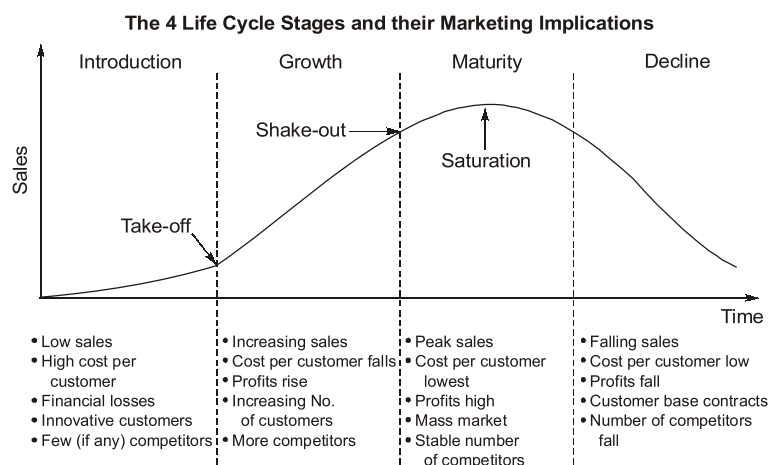 The 4 Life Cycle Stages and their Marketing Implications
Introduction
Growth
Maturity
Decline
Shake-out
Saturation
Sales
Take-off
Time
• Low sales
• High cost per
customer
• Financial losses
• Innovative customers
• Few (if any) competitors
• Increasing sales
• Cost per customer falls
• Profits rise
• Increasing No.
of customers
• More competitors
• Peak sales
• Cost per customer
lowest
• Profits high
• Mass market
• Stable number
of competitors
• Falling sales
• Cost per customer low
• Profits fall
• Customer base contracts
• Number of competitors
fall